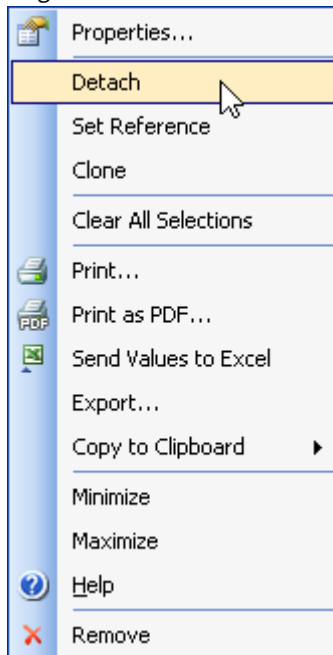 Properties...
Detach
Set Reference
Clone
Clear All Selections
Print...
PDF
Print as PDF...
Send Values to Excel
Export...
Copy to Clipboard
Minimize
Maximize
Help
Remove